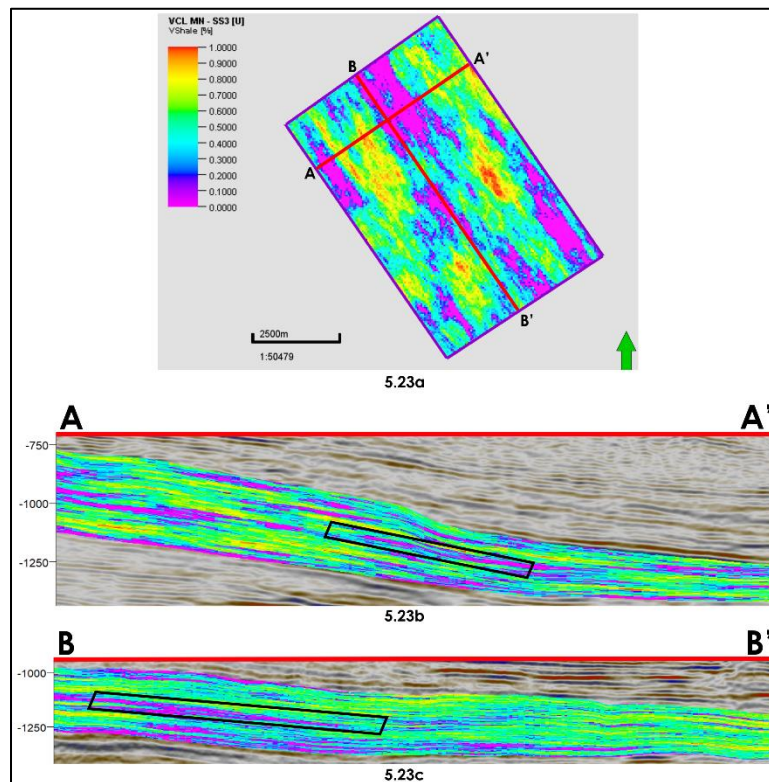 VCL MN - SS3 [U]
VShale [%]
1.0000
0.9000
0.8000
0.7000
0.6000
0.5000
0.4000
0.3000
0.2000
0.1000
0.0000
B
A'
A
B'
2500m
1:50479
5.23a
A
A'
-750
-1000
-1250
5.23b
B
B'
-1000
-1250
5.23c